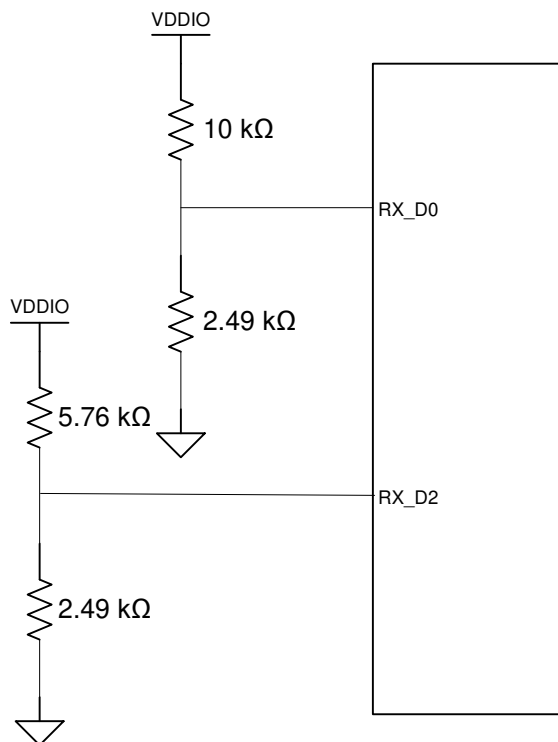 VDDIO
10 kΩ
RX_D0
2.49 kΩ
VDDIO
5.76 kΩ
RX_D2
2.49 kΩ